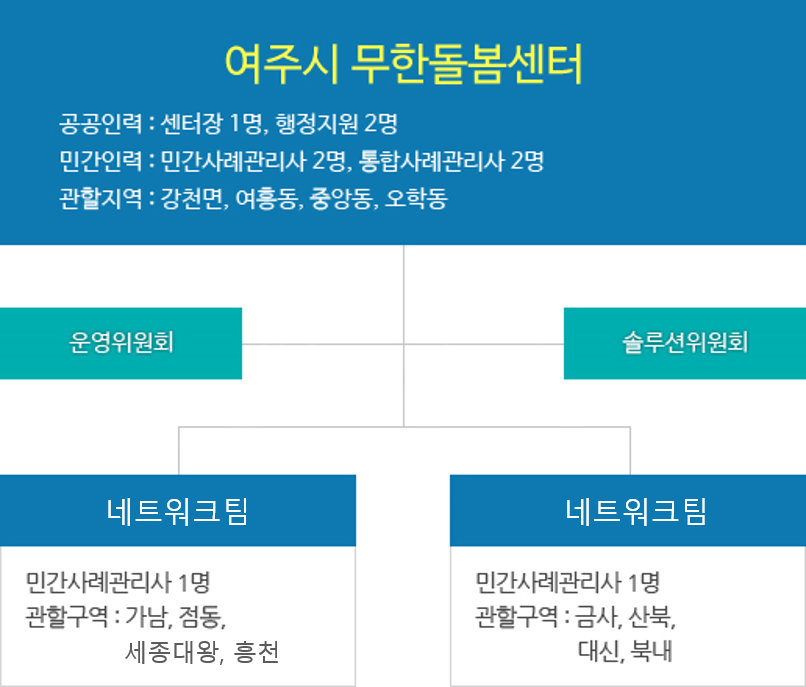 여주시 무한돌봄센터
공공인력 : 센터장 1명, 행정지원 2명
민간인력 : 민간사례관리사 2명, 통합사례관리사 2명
관할지역 : 강천면, 여흥동, 중앙동, 오학동
운영위원회
솔루션위원회
네트워크팀
민간사례관리사 1명
관할구역 : 가남, 점동,
세종대왕, 흥천
네트워크팀
민간사례관리사 1명
관할구역 : 금사, 산북,
대신, 북내